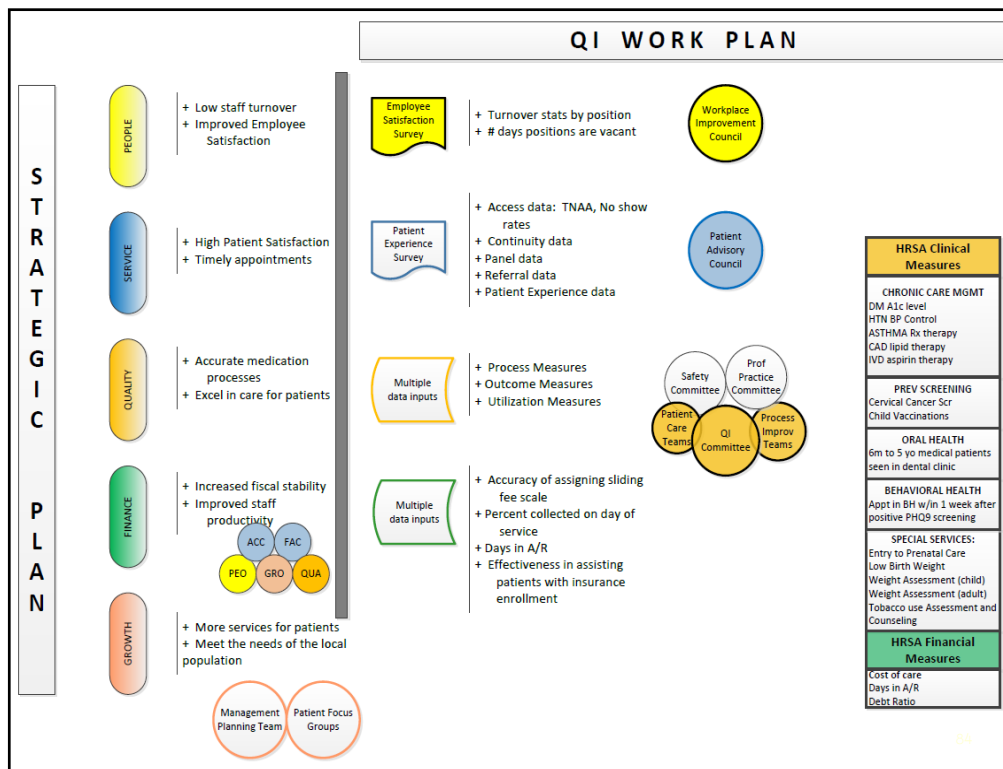 QI WORK PLAN
STRATEGIC PLAN
PEOPLE
+ Low staff turnover
+ Improved Employee
Satisfaction
Employee
Satisfaction
Survey
+ Turnover stats by position
+ # days positions are vacant
Workplace
Improvement
Council
SERVICE
+ High Patient Satisfaction
+ Timely appointments
Patient
Experience
Survey
+ Access data: TNAA, No show
rates
+ Continuity data
+ Panel data
+ Referral data
+ Patient Experience data
Patient
Advisory
Council
QUALITY
+ Accurate medication
processes
+ Excel in care for patients
Multiple
data inputs
+ Process Measures
+ Outcome Measures
+ Utilization Measures
Safety
Committee
Prof
Practice
Committee
Patient
Care
Teams
QI
Committee
Process
Improv
Teams
FINANCE
+ Increased fiscal stability
+ Improved staff
productivity
ACC
FAC
PEO
GRO
QUA
Multiple
data inputs
+ Accuracy of assigning sliding
fee scale
+ Percent collected on day of
service
+ Days in A/R
+ Effectiveness in assisting
patients with insurance
enrollment
GROWTH
+ More services for patients
+ Meet the needs of the local
population
Management
Planning Team
Patient Focus
Groups
HRSA Clinical
Measures
CHRONIC CARE MGMT
DM A1c level
HTN BP Control
ASTHMA Rx therapy
CAD lipid therapy
IVD aspirin therapy
PREV SCREENING
Cervical Cancer Scr
Child Vaccinations
ORAL HEALTH
6m to 5 yo medical patients
seen in dental clinic
BEHAVIORAL HEALTH
Appt in BH w/in 1 week after
positive PHQ9 screening
SPECIAL SERVICES:
Entry to Prenatal Care
Low Birth Weight
Weight Assessment (child)
Weight Assessment (adult)
Tobacco use Assessment and
Counseling
HRSA Financial
Measures
Cost of care
Days in A/R
Debt Ratio